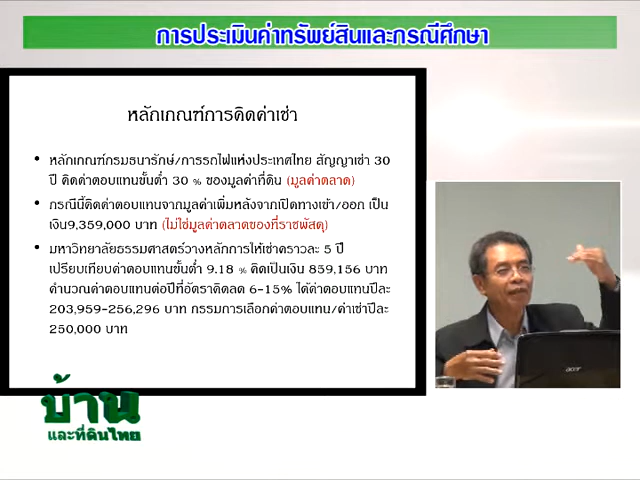 การประเมินค่าทรัพย์สินและกรณีศึกษา
หลักเกณฑ์การคิดค่าเช่า
• หลักเกณฑ์กรมธนารักษ์/การรถไฟแห่งประเทศไทย สัญญาเช่า 30
ปี คิดค่าตอบแทนขั้นต่ำ 30 % ของมูลค่าที่ดิน (มูลค่าตลาด)
• กรณีนี้คิดค่าตอบแทนจากมูลค่าเพิ่มหลังจากเปิดทางเข้า/ออก เป็น
เงิน9,359,000 บาท (ไม่ใช่มูลค่าตลาดของที่ราชพัสดุ)
• มหาวิทยาลัยธรรมศาสตร์วางหลักการให้เช่าคราวละ 5 ปี
เปรียบเทียบค่าตอบแทนขั้นต่ำ 9.18 % คิดเป็นเงิน 859,156 บาท
คำนวณค่าตอบแทนต่อปีที่อัตราคิดลด 6-15% ได้ค่าตอบแทนปีละ
203,959-256,296 บาท กรรมการเลือกค่าตอบแทน/ค่าเช่าปีละ
250,000 บาท
acer
บ้าน
และที่ดินไทย